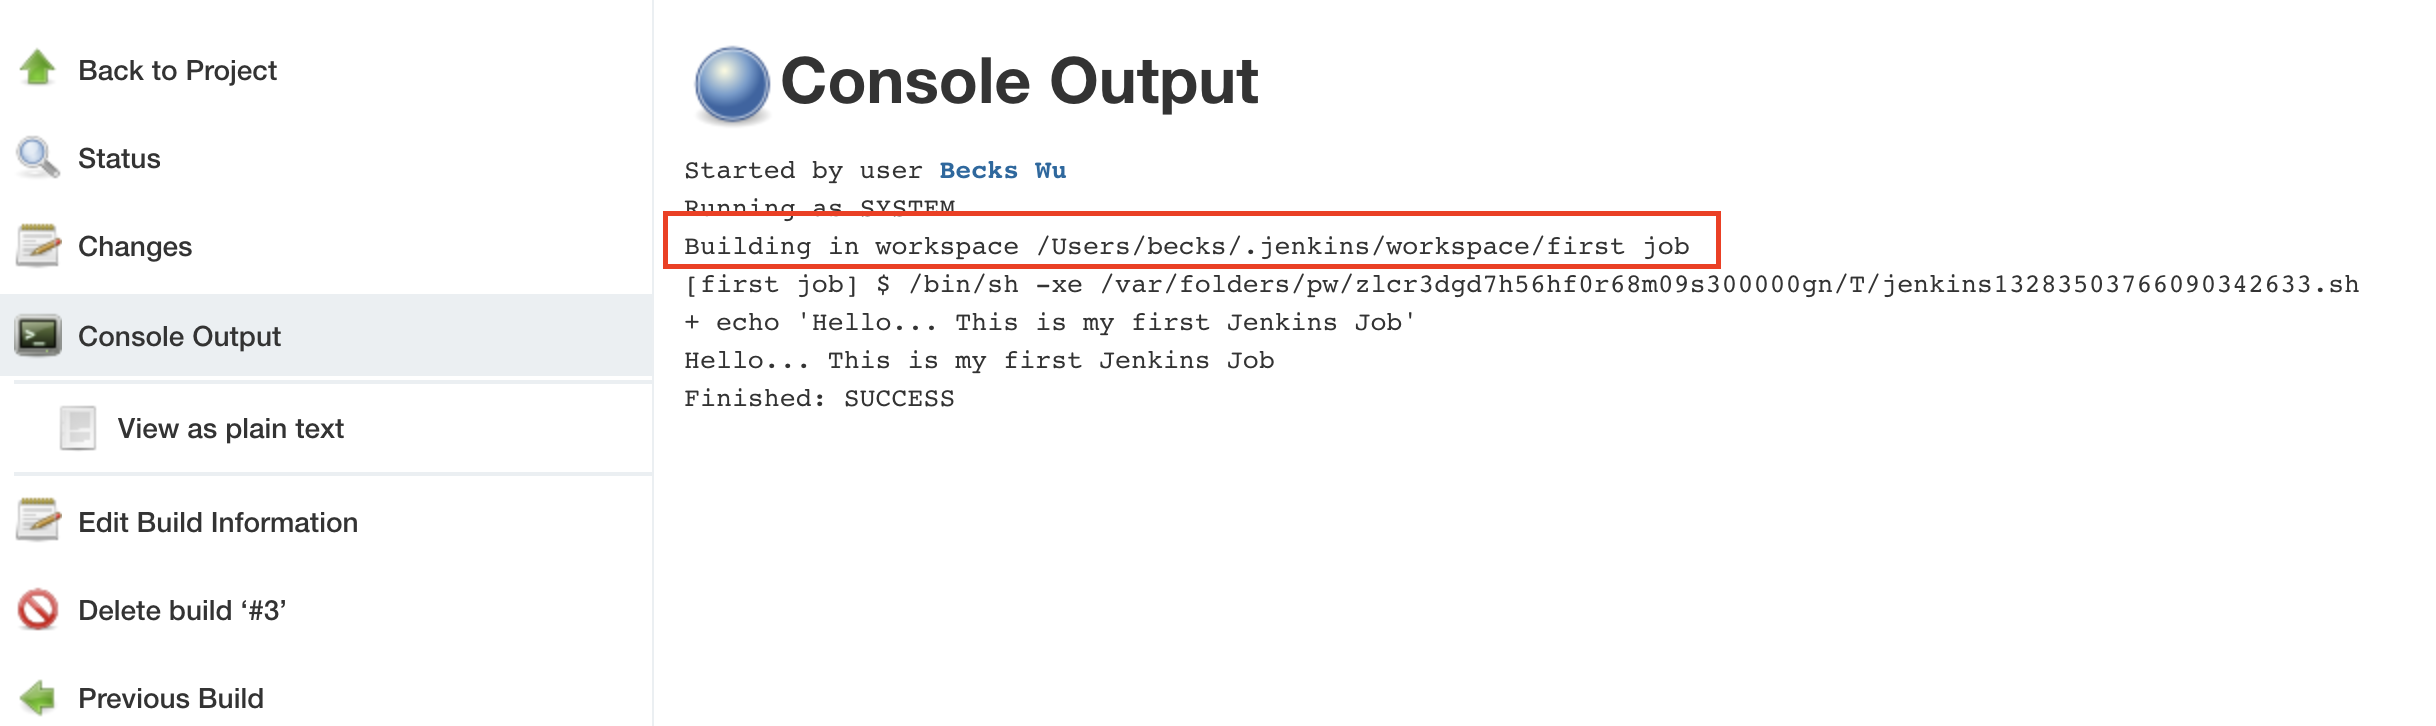 Back to Project
Status
Changes
Console Output
View as plain text
Edit Build Information
Delete build ‘#3’
Previous Build
Console Output
Started by user Becks Wu
Running as SYSTEM
Building in workspace /Users/becks/.jenkins/workspace/first job
[first job] $ /bin/sh -xe /var/folders/pw/zlcr3dgd7h56hf0r68m09s300000gn/T/jenkins13283503766090342633.sh
+ echo 'Hello... This is my first Jenkins Job'
Hello... This is my first Jenkins Job
Finished: SUCCESS